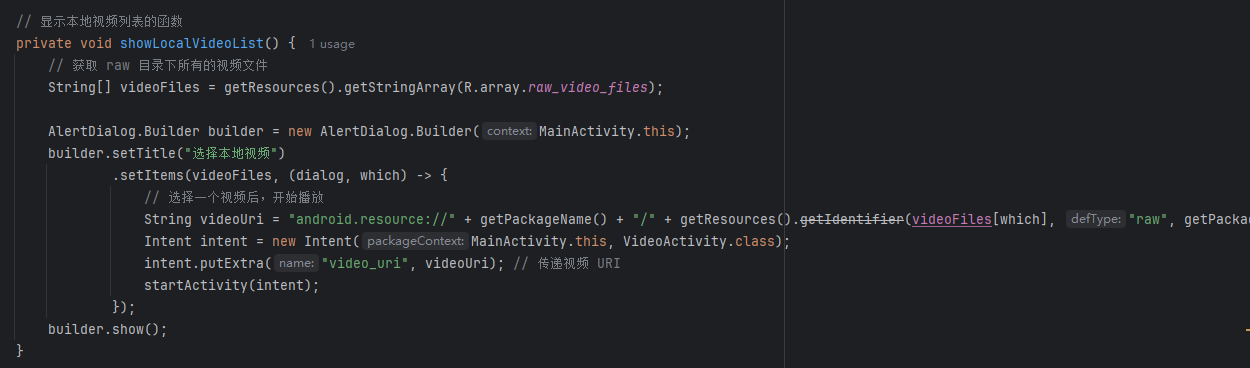 // 显示本地视频列表的函数
private void showLocalVideoList() { 1 usage
// 获取 raw 目录下所有的视频文件
String[] videoFiles = getResources().getStringArray(R.array.raw_video_files);
AlertDialog.Builder builder = new AlertDialog.Builder( context: MainActivity.this);
builder.setTitle("选择本地视频")
.setItems(videoFiles, (dialog, which) -> {
// 选择一个视频后，开始播放
String videoUri = "android.resource://" + getPackageName() + "/" + getResources().getIdentifier(videoFiles[which], defType: "raw", getPacka
Intent intent = new Intent( packageContext: MainActivity.this, VideoActivity.class);
intent.putExtra( name: "video_uri", videoUri); // 传递视频 URI
startActivity(intent);
});
builder.show();
}